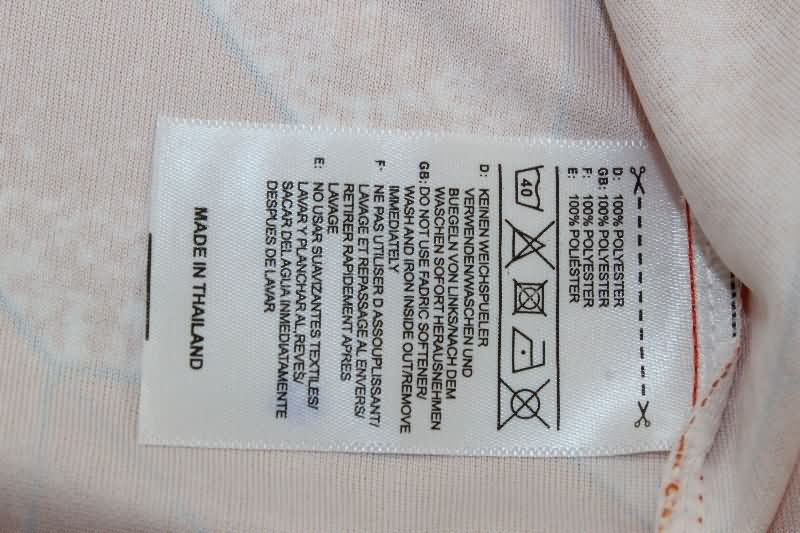 D: 100% POLYESTER
GB: 100% POLYESTER
F: 100% POLYESTER
E: 100% POLIÉSTER
40
D: KEINEN WEICHSPUELER
VERWENDEN/WASCHEN UND
BUEGELN VON LINKS/NACH DEM
WASCHEN SOFORT HERAUSNEHMEN
GB: DO NOT USE FADRIC SOFTENER/
WASH AND IRON INSIDE OUT/REMOVE
IMMEDIATELY
F: NE PAS UTILISER D ASSOUPLISSANT/
LAVAGE ET REPASSAGE AL ENVERS/
RETIRER RAPIDEMENT APRES
LAVAGE
E: NO USAR SUAVIZANTES TEXTILES/
LAVAR Y PLANCHAR AL REVES/
SACAR DEL AGUA INMEDIATAMENTE
DESPUES DE LAVAR
MADE IN THAILAND